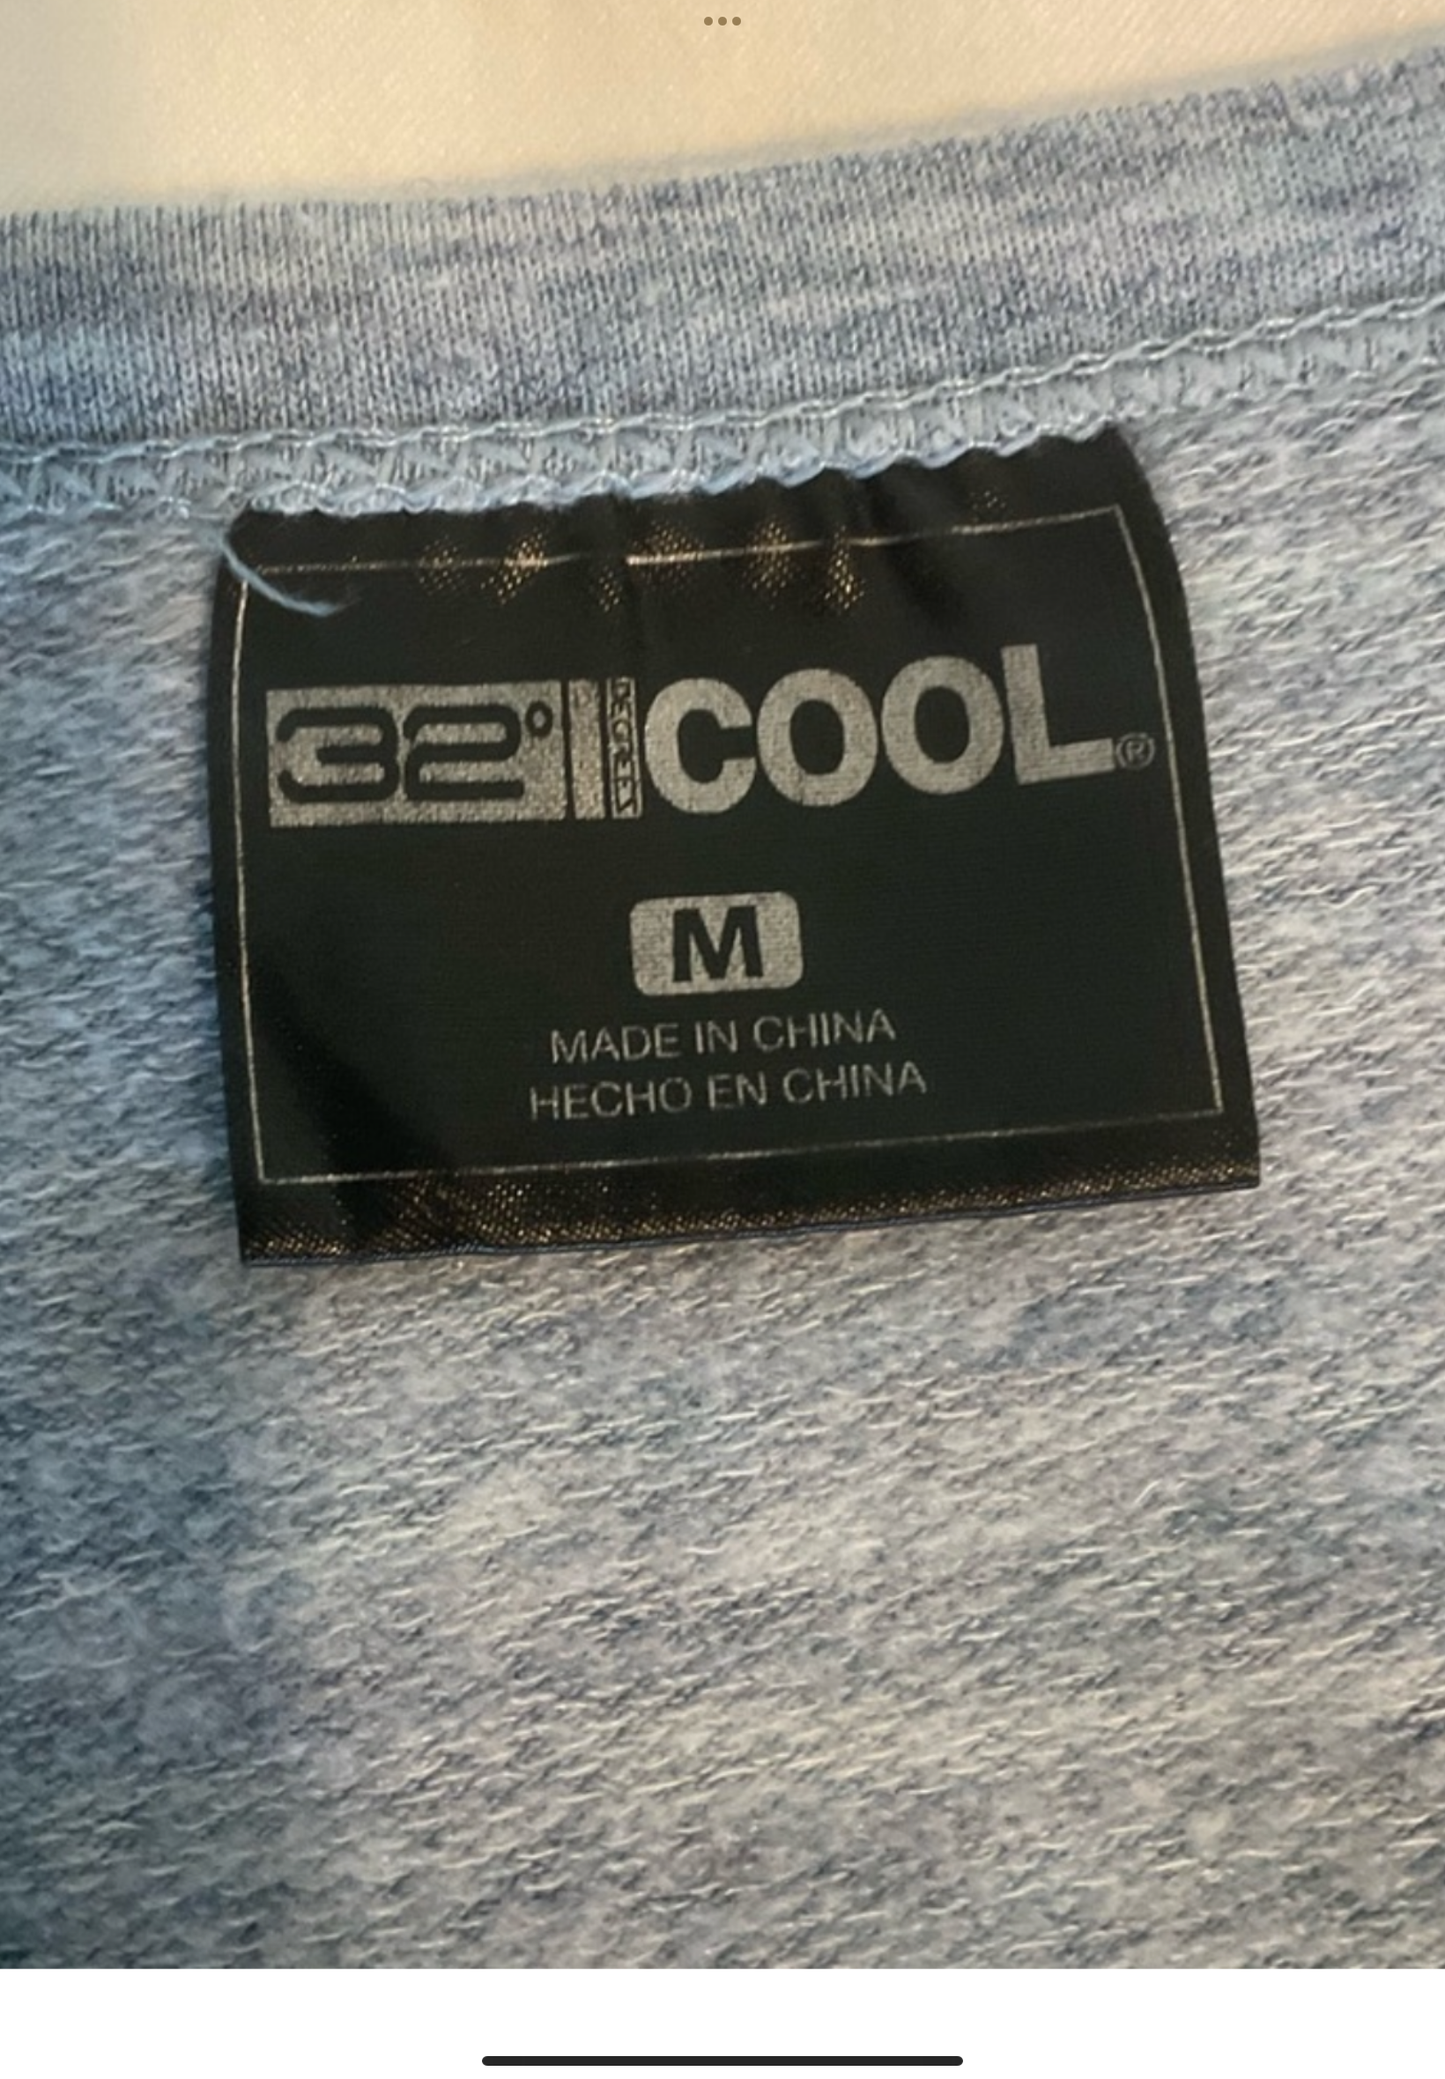 32° DEGREES COOL®
M
MADE IN CHINA
HECHO EN CHINA